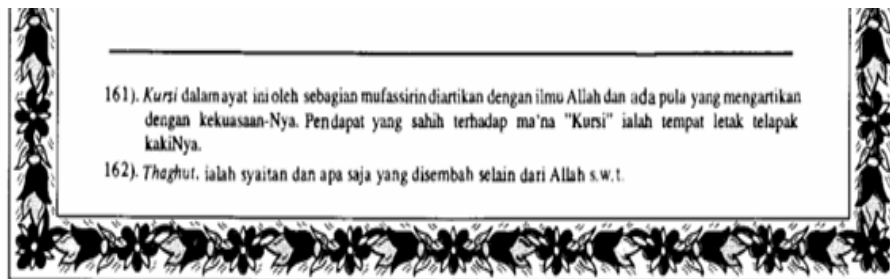 161). Kursi dalam ayat ini oleh sebagian mufassirin diartikan dengan ilmu Allah dan ada pula yang mengartikan
dengan kekuasaan-Nya. Pendapat yang sahih terhadap ma'na "Kursi" ialah tempat letak telapak
kakiNya.
162). Thaghut, ialah syaitan dan apa saja yang disembah selain dari Allah s.w.t.